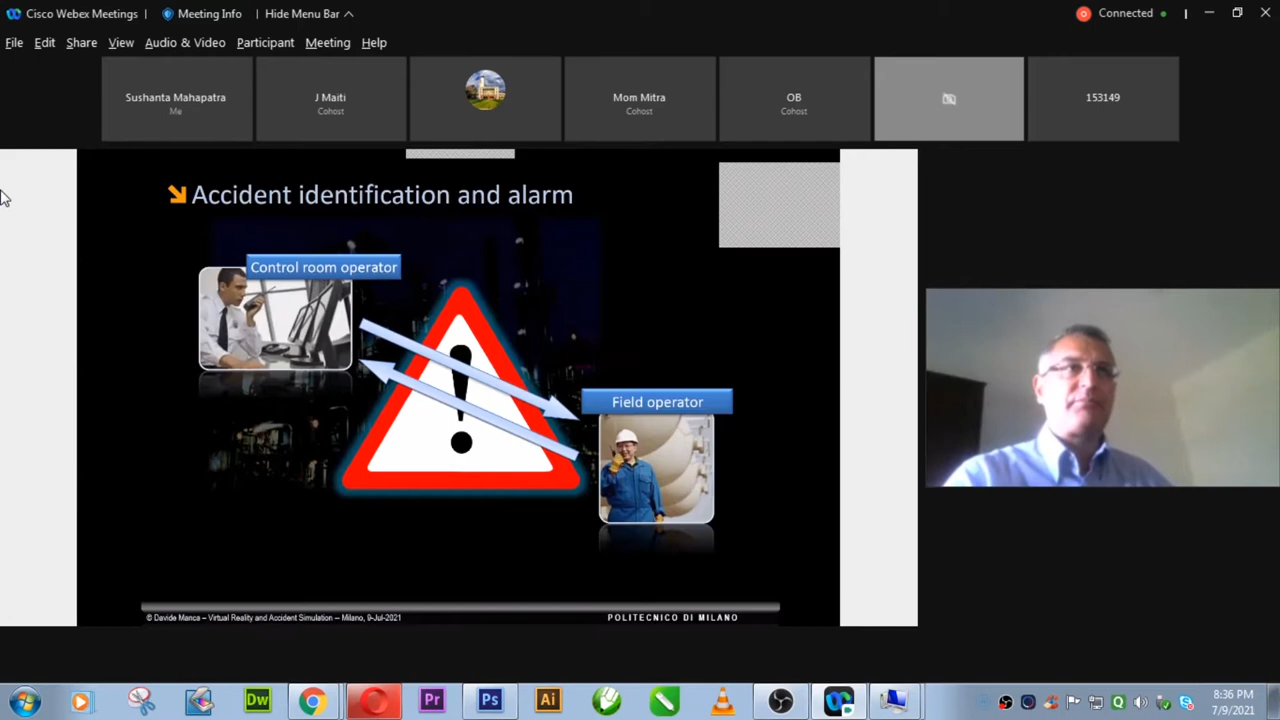 Cisco Webex Meetings
Meeting Info
Hide Menu Bar
Connected
File Edit Share View Audio & Video Participant Meeting Help
Sushanta Mahapatra
Me
J Maiti
Cohost
Mom Mitra
Cohost
OB
Cohost
153149
Accident identification and alarm
Control room operator
!
Field operator
© Davide Manca – Virtual Reality and Accident Simulation -- Milano, 9-Jul-2021
POLITECNICO DI MILANO
Dw
Pr
Ps
Ai
Q
S
8:36 PM
7/9/2021